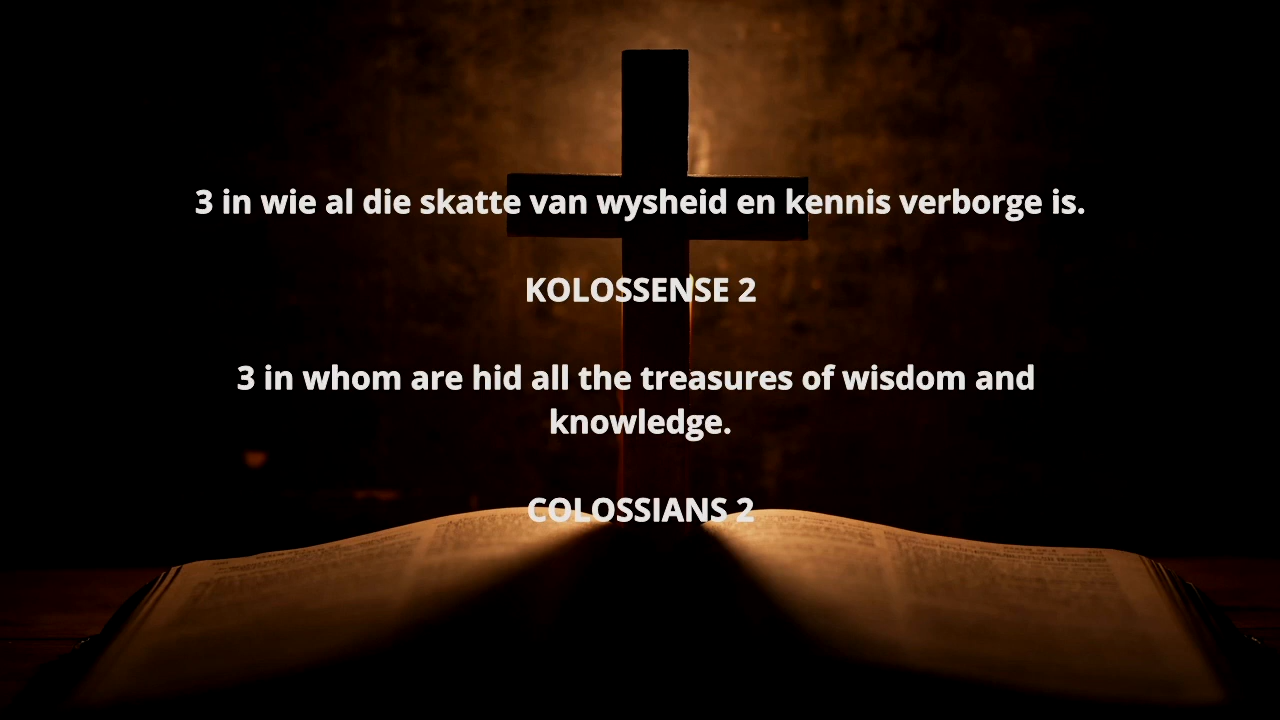 3 in wie al die skatte van wysheid en kennis verborge is.
KOLOSSENSE 2
3 in whom are hid all the treasures of wisdom and
knowledge.
COLOSSIANS 2